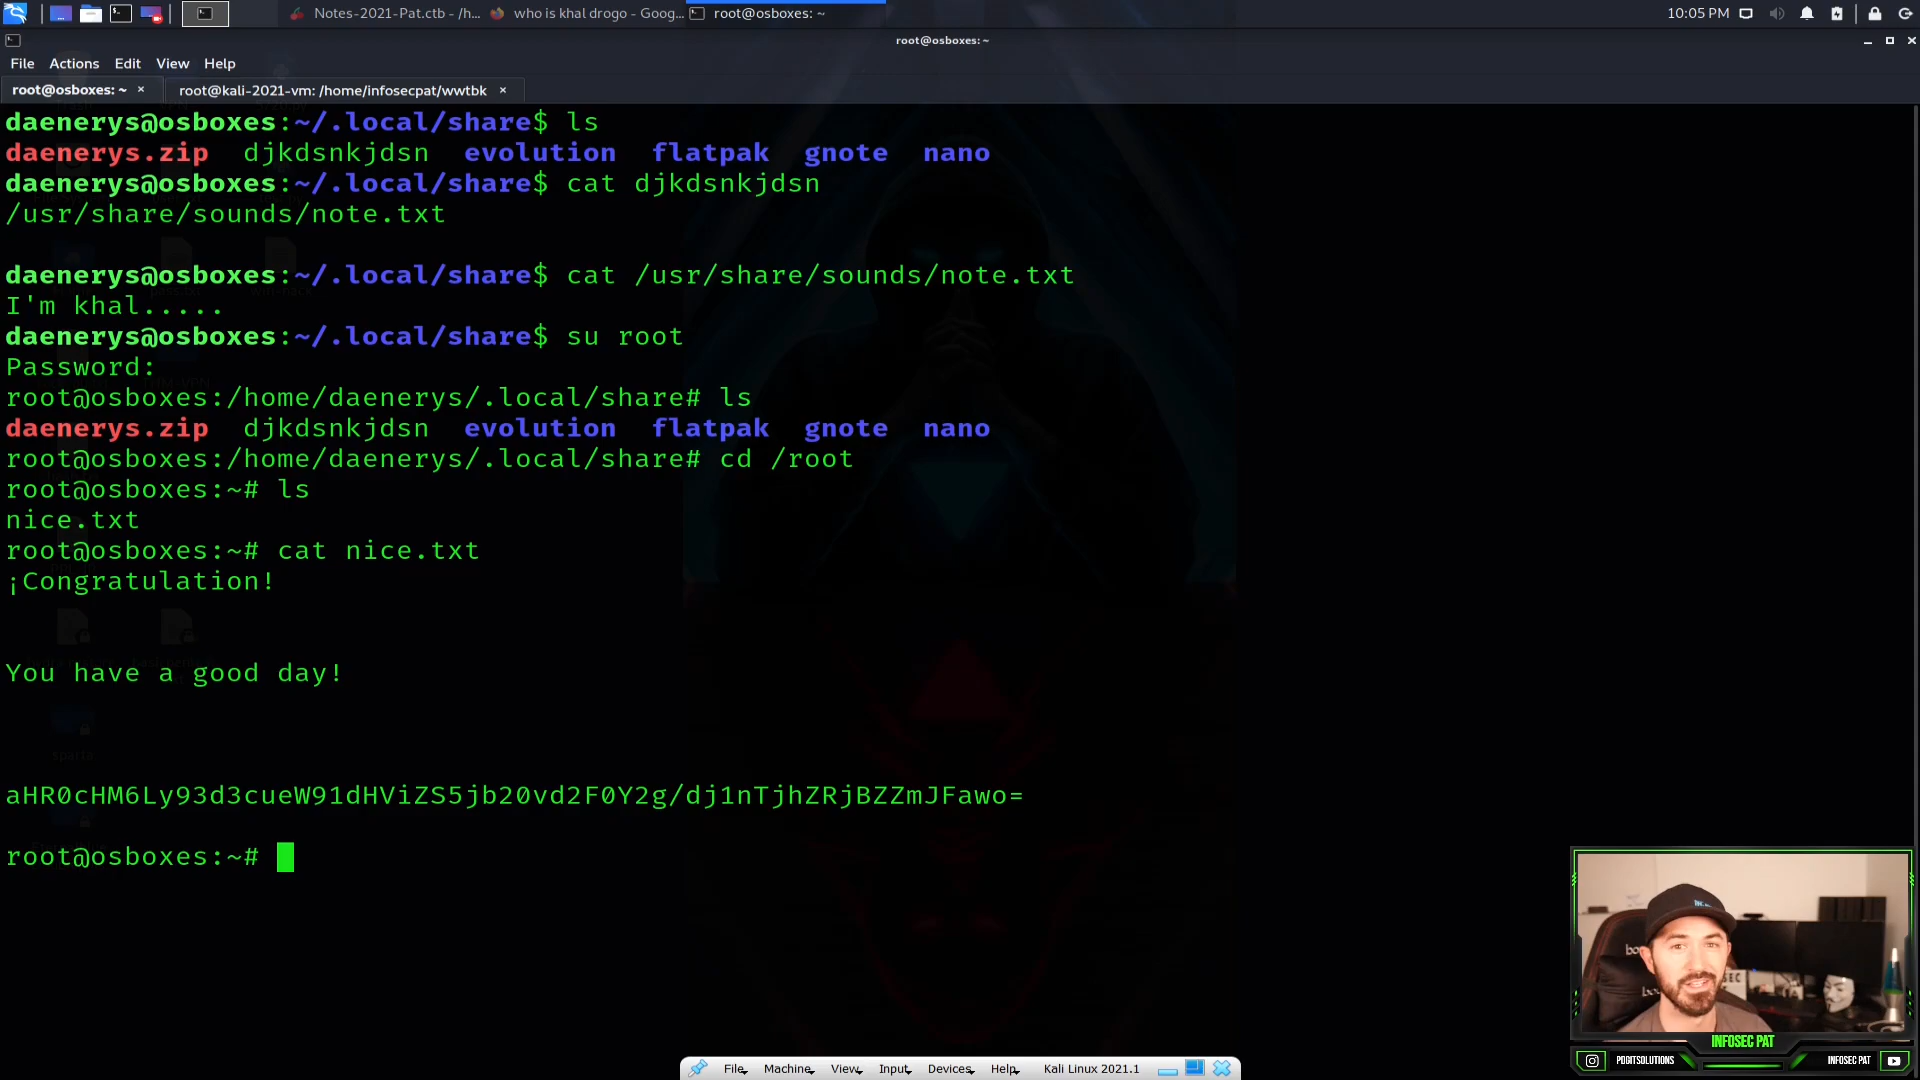 Notes-2021-Pat.ctb - /h...
who is khal drogo - Goog...
root@osboxes: ~
10:05 PM
root@osboxes: ~
File Actions Edit View Help
root@osboxes: ~ ×
root@kali-2021-vm: /home/infosecpat/wwtbk ×
daenerys@osboxes:~/.local/share$ ls
daenerys.zip djkdsnkjdsn evolution flatpak gnote nano
daenerys@osboxes:~/.local/share$ cat djkdsnkjdsn
/usr/share/sounds/note.txt
daenerys@osboxes:~/.local/share$ cat /usr/share/sounds/note.txt
I'm khal.....
daenerys@osboxes:~/.local/share$ su root
Password:
root@osboxes:/home/daenerys/.local/share# ls
daenerys.zip djkdsnkjdsn evolution flatpak gnote nano
root@osboxes:/home/daenerys/.local/share# cd /root
root@osboxes:~# ls
nice.txt
root@osboxes:~# cat nice.txt
¡Congratulation!
You have a good day!
sparta
aHR0cHM6Ly93d3cueW91dHViZS5jb20vd2F0Y2g/dj1nTjhZRjBZZmJFawo=
root@osboxes:~#
INFOSEC PAT
PODITSOLUTIONS
INFOSEC PAT
File Machine View Input Devices Help Kali Linux 2021.1